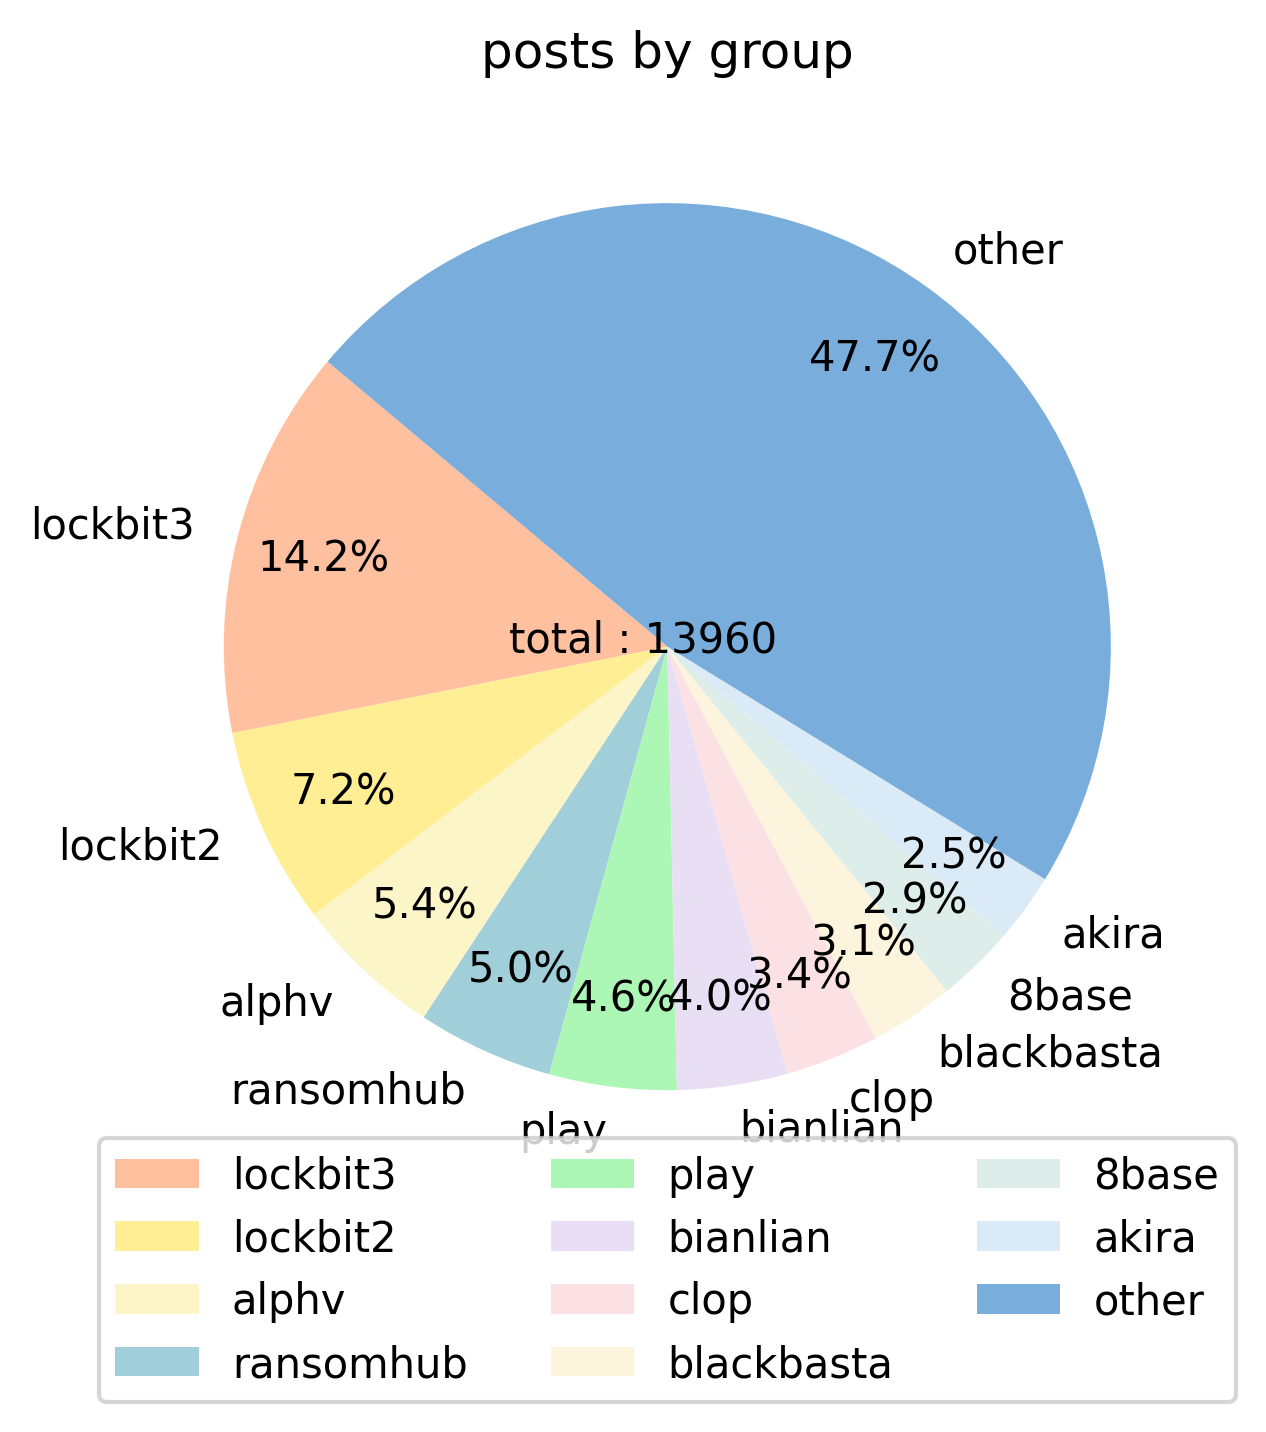 posts by group
other
47.7%
lockbit3
14.2%
total : 13960
7.2%
lockbit2
5.4%
5.0%
4.6%
4.0%
3.4%
3.1%
2.9%
2.5%
akira
8base
blackbasta
clop
bianlian
play
ransomhub
alphv
lockbit3
lockbit2
alphv
ransomhub
play
bianlian
clop
blackbasta
8base
akira
other